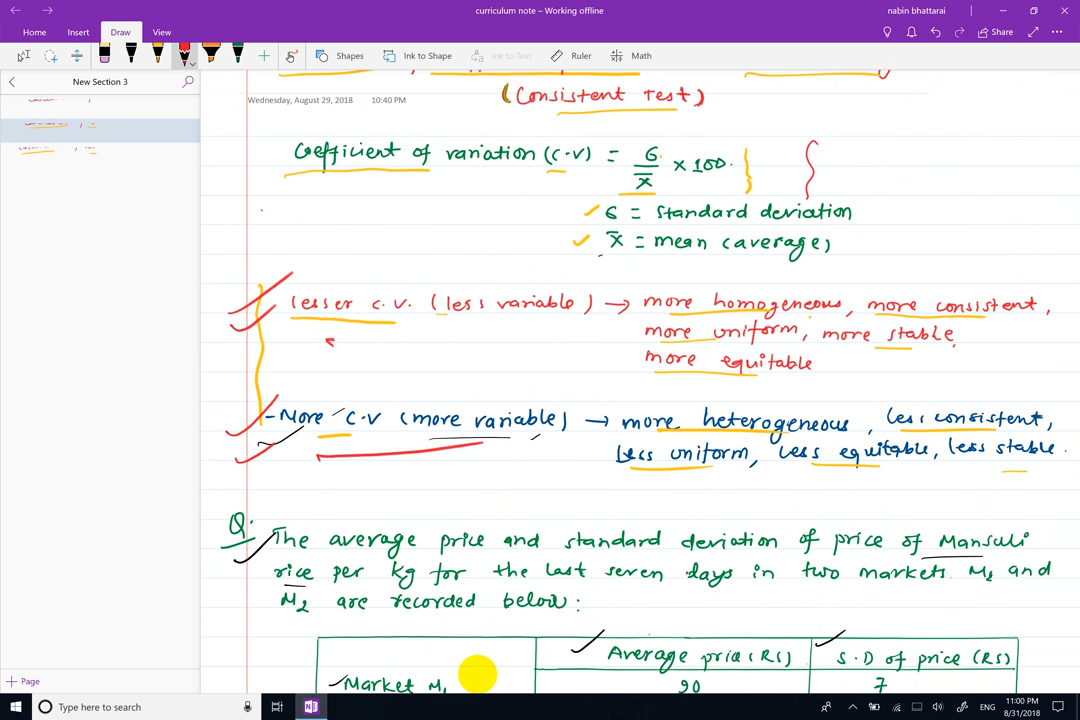 curriculum note – Working offline
nabin bhattarai
Home Insert Draw View
Share
Shapes Ink to Shape Ink to Text Ruler Math
New Section 3
(Consistent Test)
Wednesday, August 29, 2018 10:40 PM
Coefficient of variation (C.V) = σ/x̄ × 100.
σ = standard deviation
x̄ = mean (average)
lesser C.V. (less variable) → more homogeneous, more consistent,
more uniform, more stable,
more equitable
- More C.V (more variable) → more heterogeneous, less consistent,
less uniform, less equitable, less stable.
Q. The average price and standard deviation of price of Mansuli
rice per kg for the last seven days in two markets M1 and
M2 are recorded below:
Average price (RS) S.D of price (RS)
Market M1 90 7
+ Page
Type here to search
ENG
11:00 PM
8/31/2018